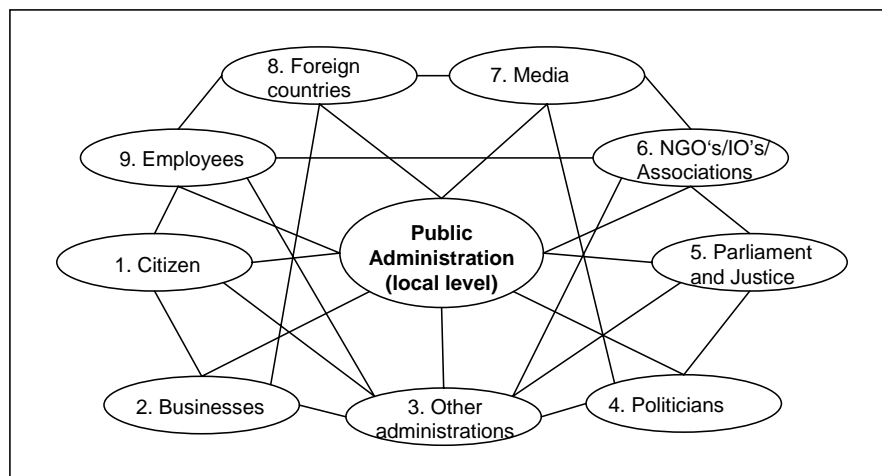 8. Foreign
countries
7. Media
9. Employees
6. NGO‘s/IO‘s/
Associations
Public
Administration
(local level)
1. Citizen
5. Parliament
and Justice
2. Businesses
3. Other
administrations
4. Politicians